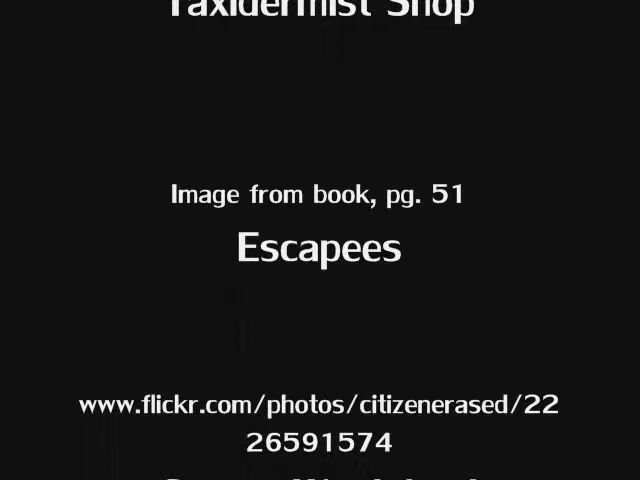 Taxidermist Shop
Image from book, pg. 51
Escapees
www.flickr.com/photos/citizenerased/22
26591574